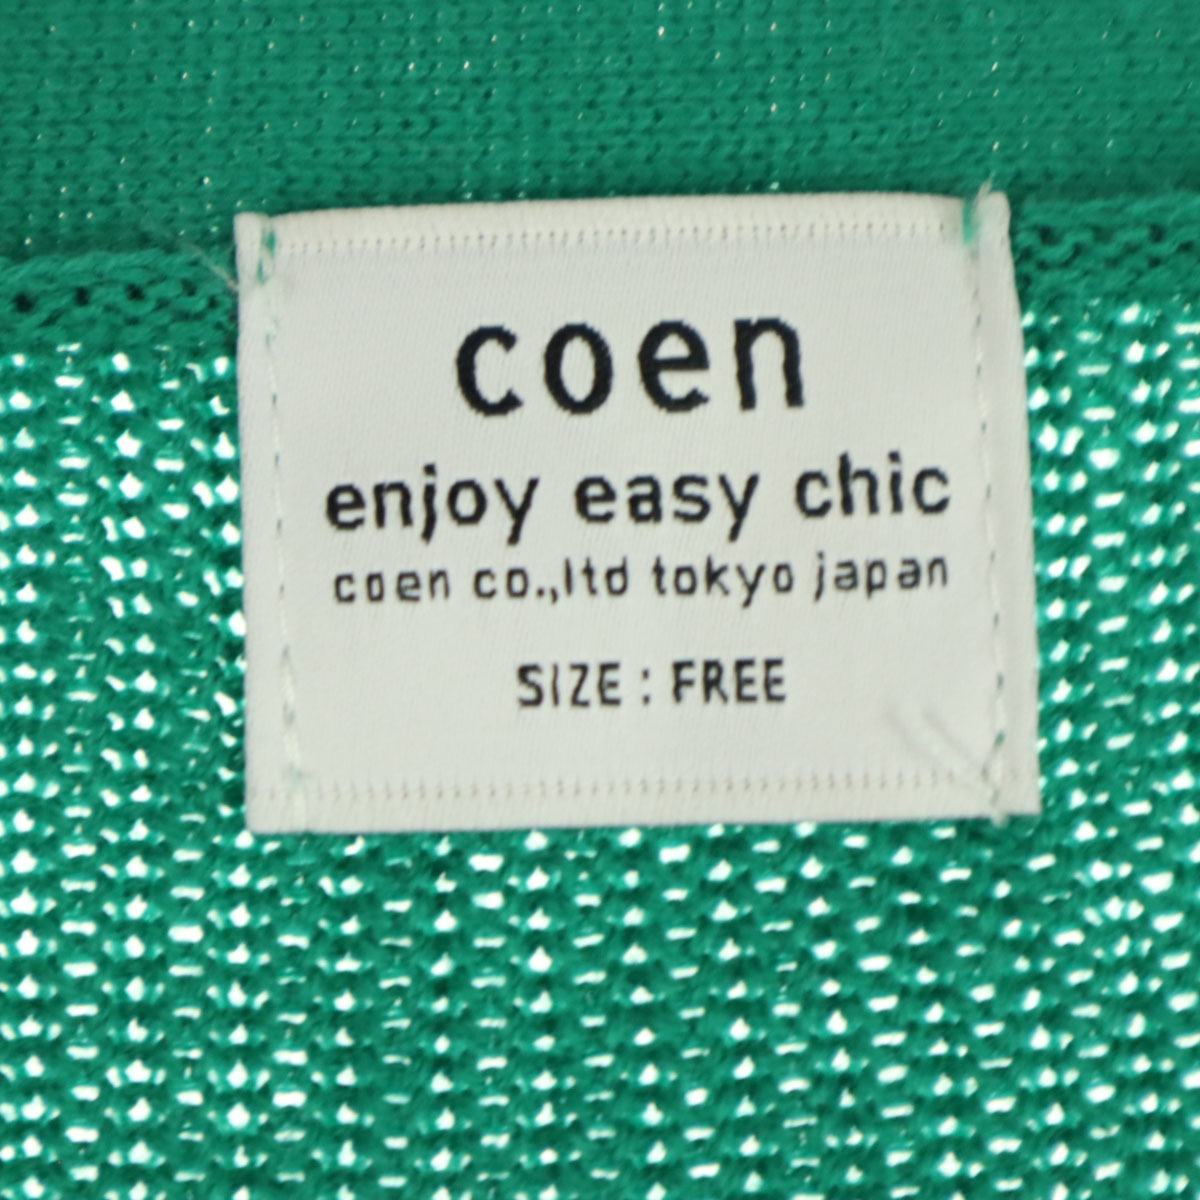 coen
enjoy easy chic
coen co.,ltd tokyo japan
SIZE : FREE